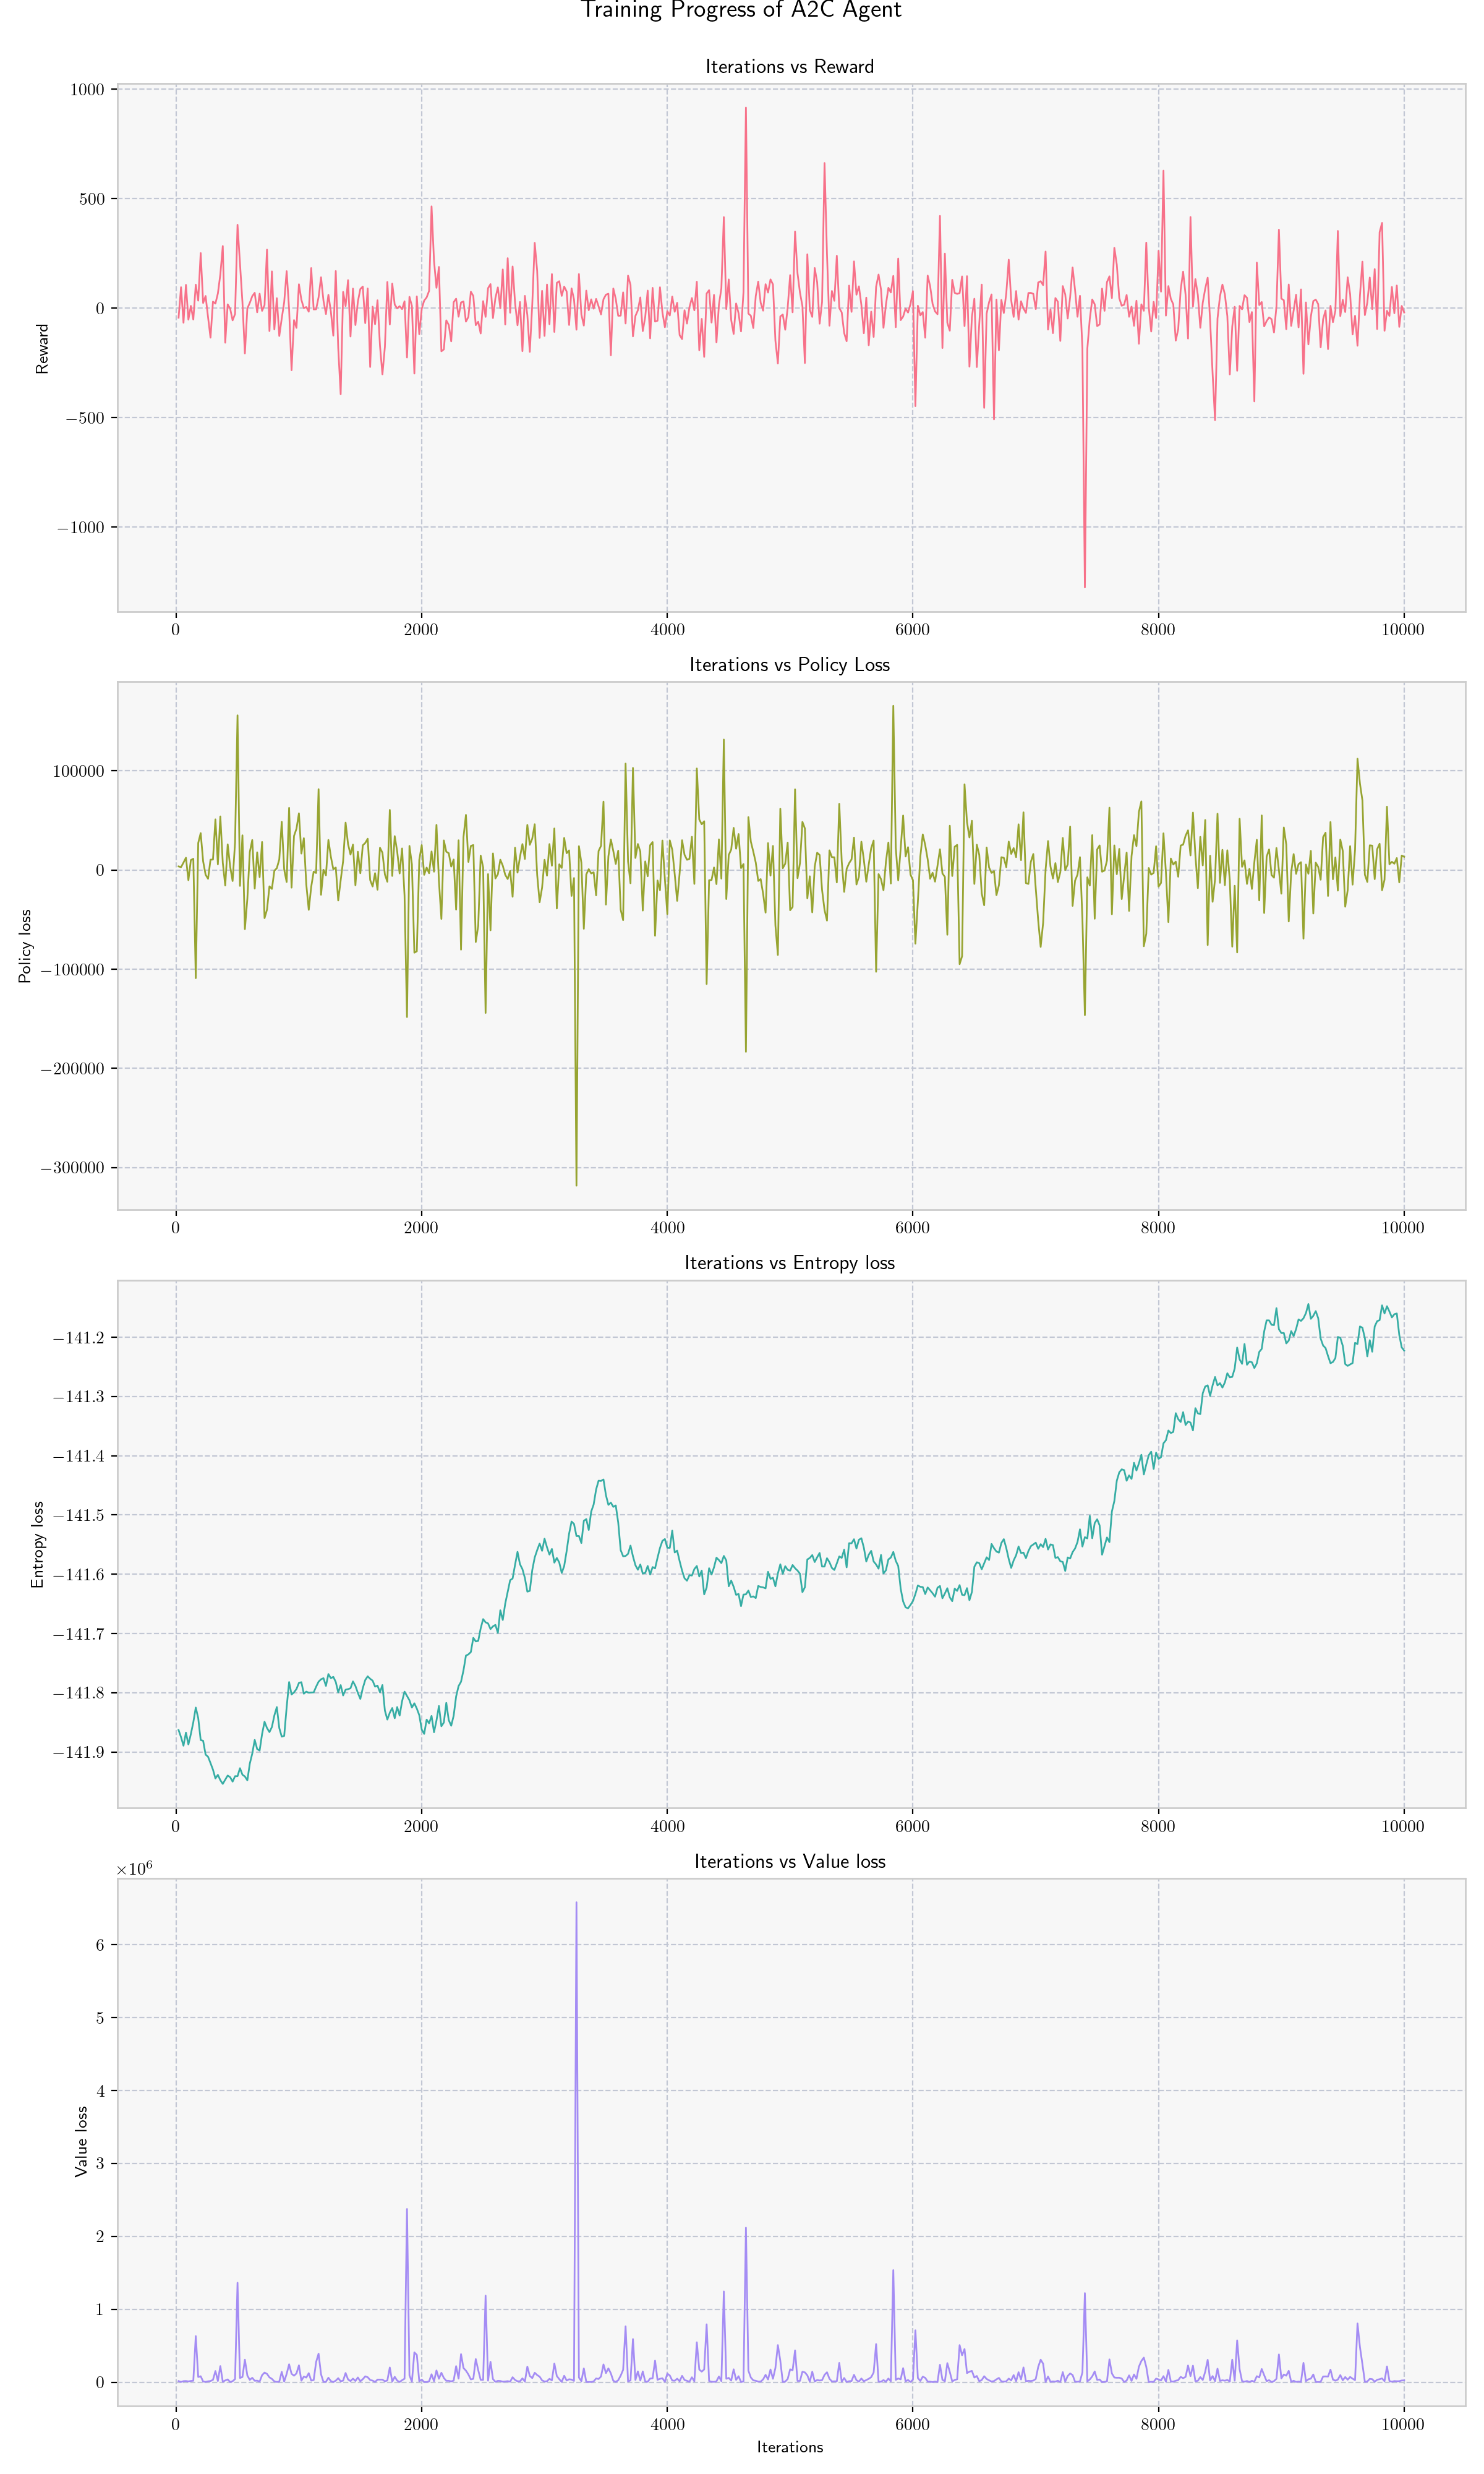 Training Progress of A2C Agent
Iterations vs Reward
1000
500
0
−500
−1000
Reward
0 2000 4000 6000 8000 10000
Iterations vs Policy Loss
100000
0
−100000
−200000
−300000
Policy loss
0 2000 4000 6000 8000 10000
Iterations vs Entropy loss
−141.2
−141.3
−141.4
−141.5
−141.6
−141.7
−141.8
−141.9
Entropy loss
0 2000 4000 6000 8000 10000
×10⁶
Iterations vs Value loss
6
5
4
3
2
1
0
Value loss
0 2000 4000 6000 8000 10000
Iterations